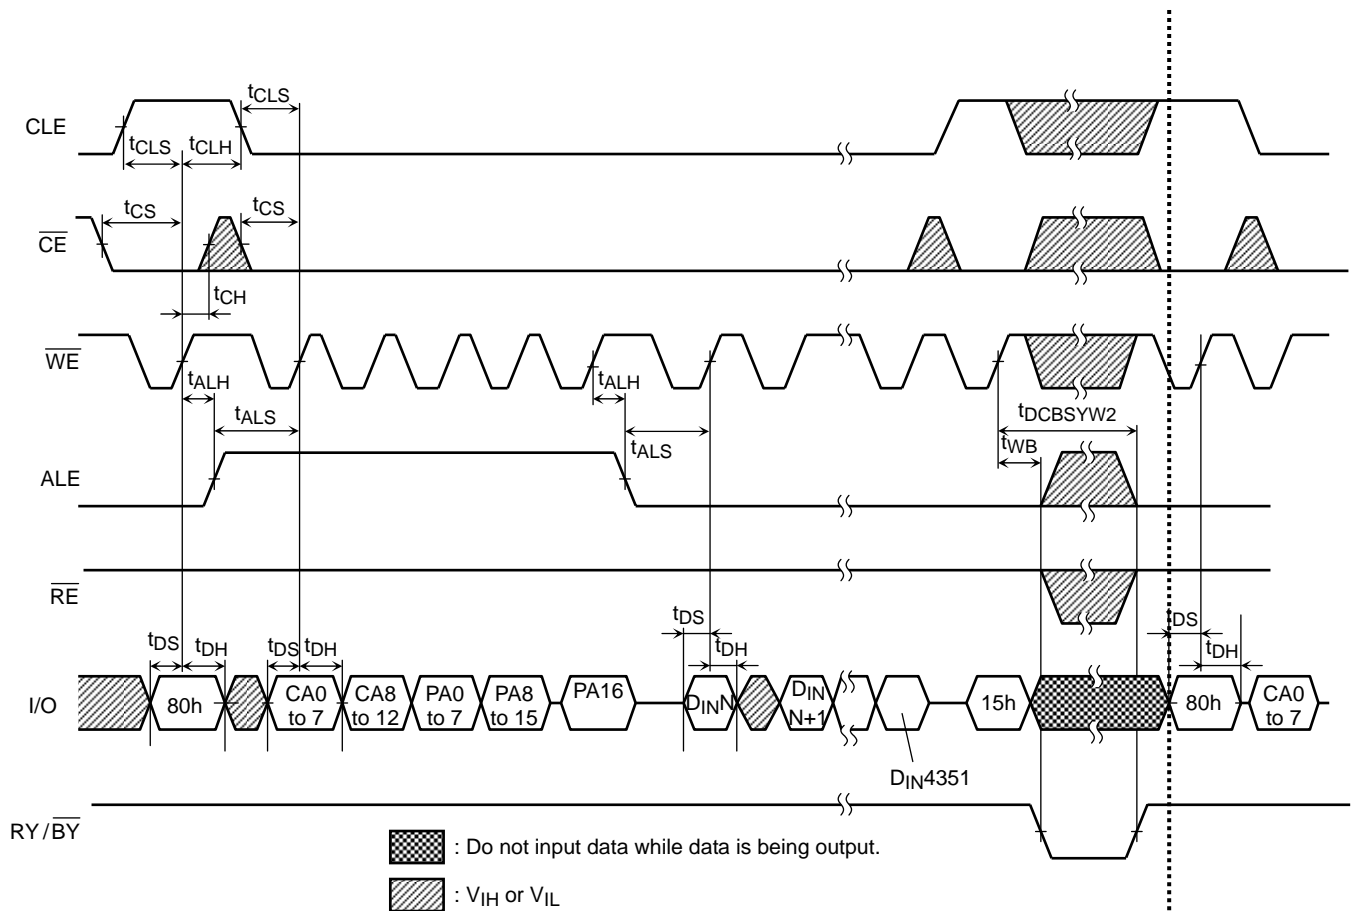 tCLS
CLE
tCLS tCLH
tCS tCS
CE
tCH
WE
tALH tALH
tALS tDCBSYW2
tALS tWB
ALE
RE
tDS tDH tDS tDH tDS tDH tDS tDH
I/O 80h CA0 to 7 CA8 to 12 PA0 to 7 PA8 to 15 PA16 DINN DIN N+1 15h 80h CA0 to 7
DIN4351
RY/BY
: Do not input data while data is being output.
: VIH or VIL